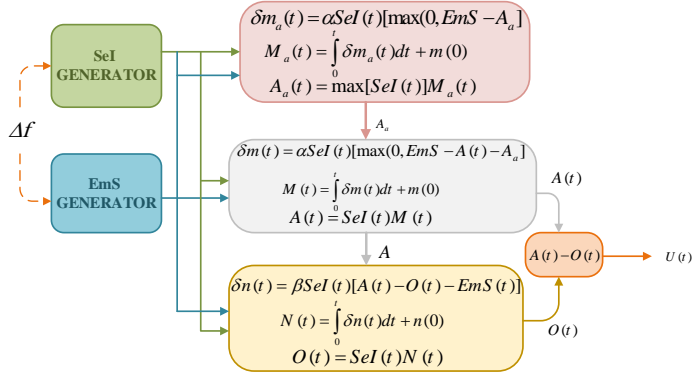 SeI
GENERATOR
Δf
EmS
GENERATOR
δm_a(t)=αSeI(t)[max(0,EmS−A_a]
M_a(t)=∫_0^t δm_a(t)dt+m(0)
A_a(t)=max[SeI(t)]M_a(t)
A_a
δm(t)=αSeI(t)[max(0,EmS−A(t)−A_a]
M(t)=∫_0^t δm(t)dt+m(0)
A(t)=SeI(t)M(t)
A
δn(t)=βSeI(t)[A(t)−O(t)−EmS(t)]
N(t)=∫_0^t δn(t)dt+n(0)
O(t)=SeI(t)N(t)
A(t)
A(t)−O(t)
U(t)
O(t)